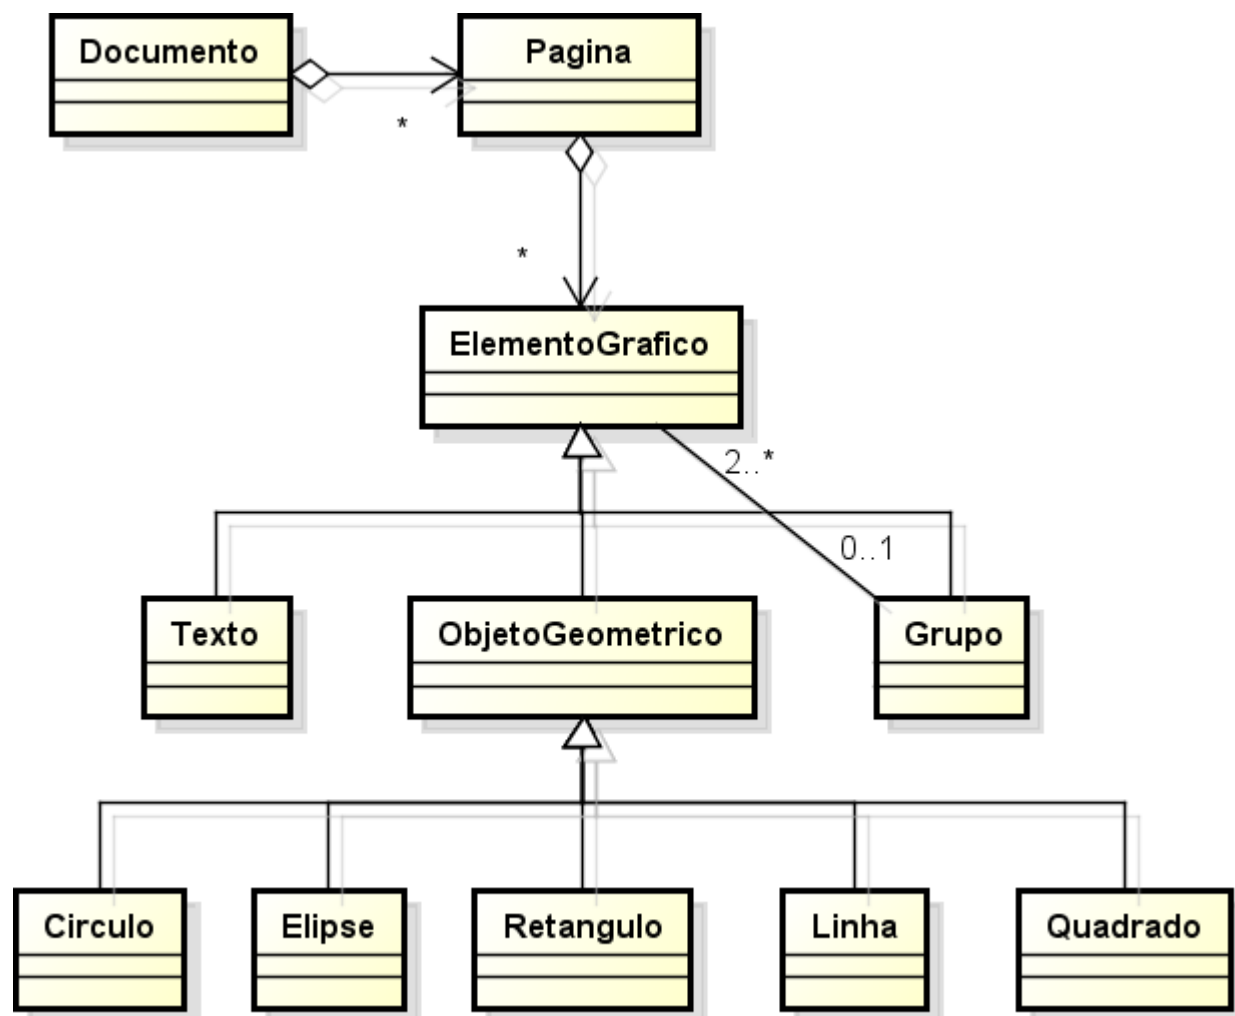 Documento
Pagina
*
*
ElementoGrafico
2..*
0..1
Texto
ObjetoGeometrico
Grupo
Circulo
Elipse
Retangulo
Linha
Quadrado